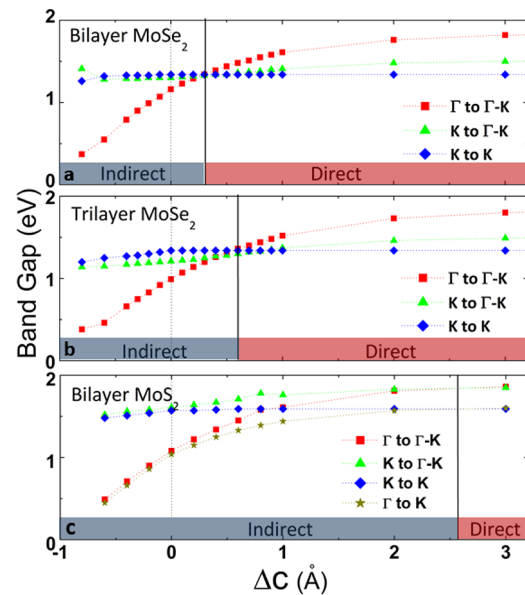 2
Bilayer MoSe2
1
Γ to Γ-K
K to Γ-K
K to K
0
a
Indirect
Direct
2
Trilayer MoSe2
1
Γ to Γ-K
K to Γ-K
K to K
0
b
Indirect
Direct
Band Gap (eV)
2
Bilayer MoS2
1
Γ to Γ-K
K to Γ-K
K to K
Γ to K
0
c
Indirect
Direct
-1 0 1 2 3
ΔC (Å)